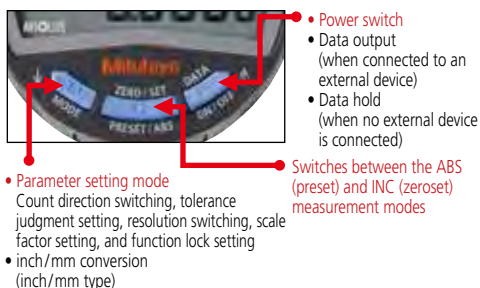 ABSOLUTE
Mitutoyo
MODE
ZERO / SET
PRESET / ABS
DATA
ON / OFF
• Power switch
• Data output
(when connected to an
external device)
• Data hold
(when no external device
is connected)
Switches between the ABS
(preset) and INC (zeroset)
measurement modes
• Parameter setting mode
Count direction switching, tolerance
judgment setting, resolution switching, scale
factor setting, and function lock setting
• inch/mm conversion
(inch/mm type)